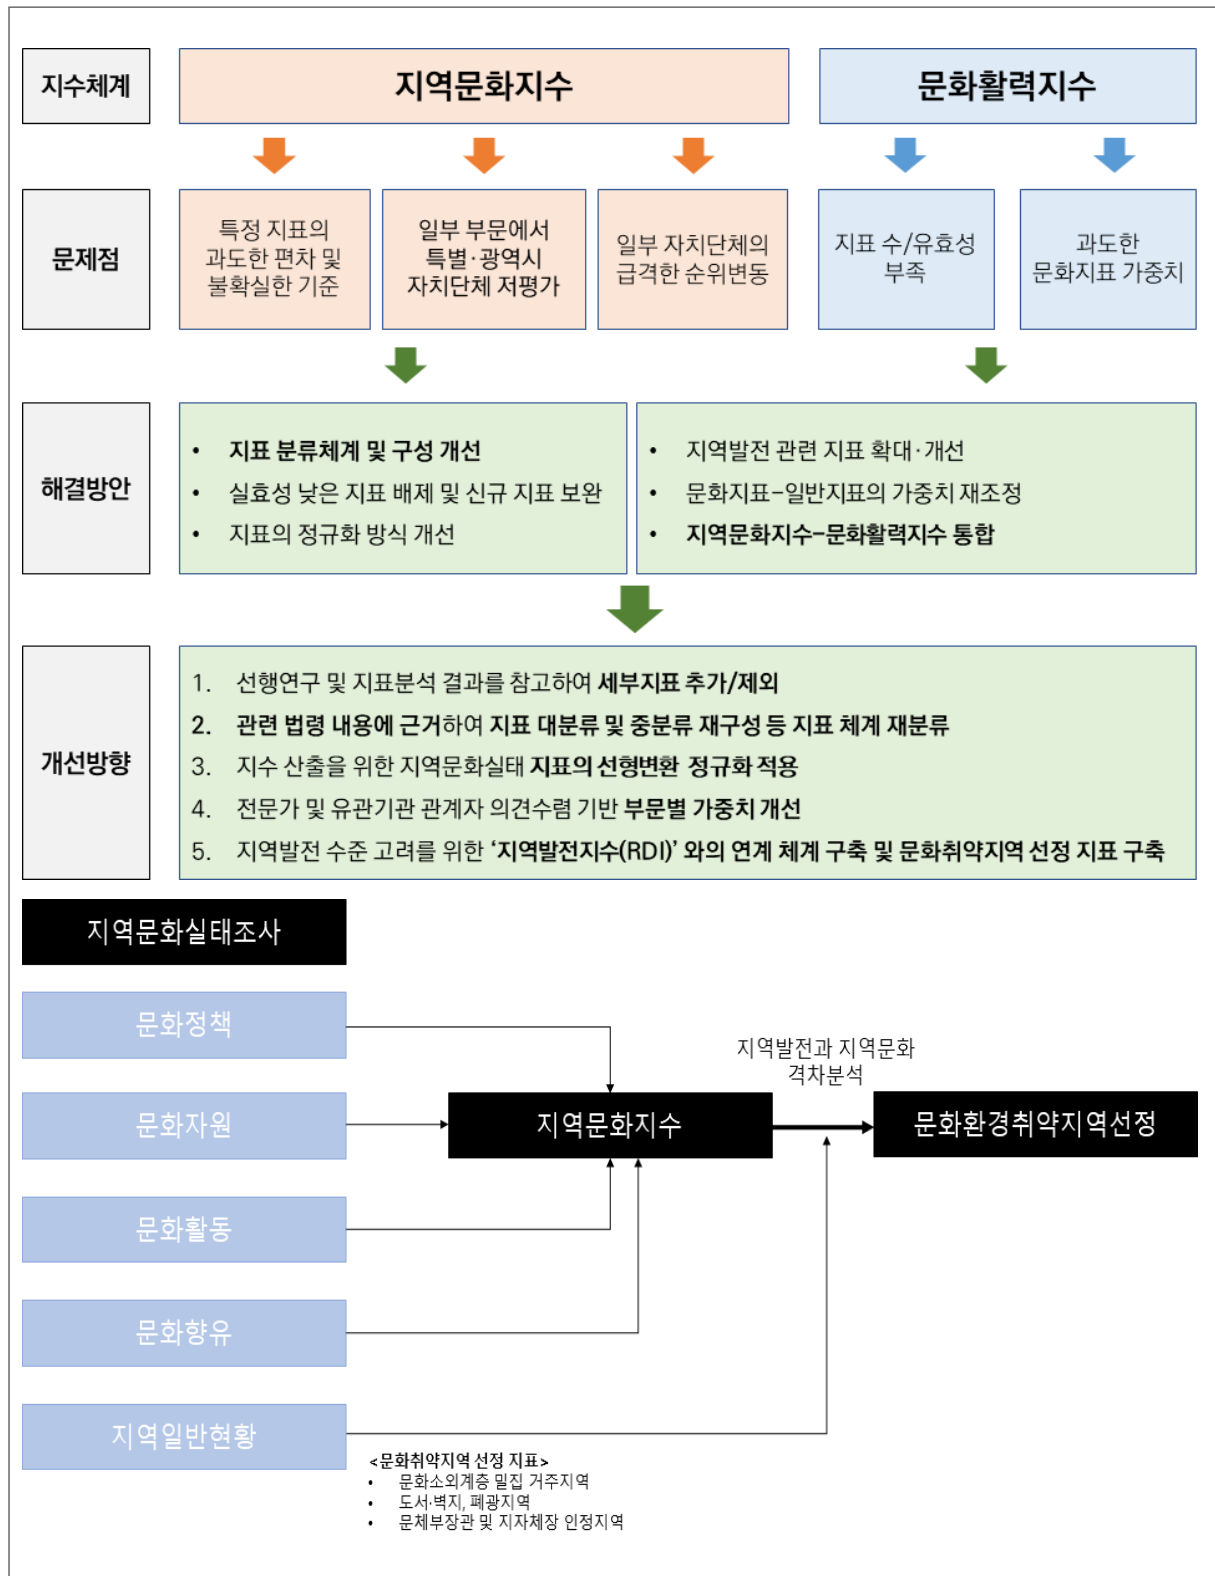 지수체계
지역문화지수
문화활력지수
문제점
특정 지표의
과도한 편차 및
불확실한 기준
일부 부문에서
특별·광역시
자치단체 저평가
일부 자치단체의
급격한 순위변동
지표 수/유효성
부족
과도한
문화지표 가중치
해결방안
• 지표 분류체계 및 구성 개선
• 실효성 낮은 지표 배제 및 신규 지표 보완
• 지표의 정규화 방식 개선
• 지역발전 관련 지표 확대·개선
• 문화지표-일반지표의 가중치 재조정
• 지역문화지수-문화활력지수 통합
개선방향
1. 선행연구 및 지표분석 결과를 참고하여 세부지표 추가/제외
2. 관련 법령 내용에 근거하여 지표 대분류 및 중분류 재구성 등 지표 체계 재분류
3. 지수 산출을 위한 지역문화실태 지표의 선형변환 정규화 적용
4. 전문가 및 유관기관 관계자 의견수렴 기반 부문별 가중치 개선
5. 지역발전 수준 고려를 위한 ‘지역발전지수(RDI)’ 와의 연계 체계 구축 및 문화취약지역 선정 지표 구축
지역문화실태조사
문화정책
문화자원
문화활동
문화향유
지역일반현황
지역문화지수
지역발전과 지역문화
격차분석
문화환경취약지역선정
<문화취약지역 선정 지표>
• 문화소외계층 밀집 거주지역
• 도서·벽지, 폐광지역
• 문체부장관 및 지자체장 인정지역